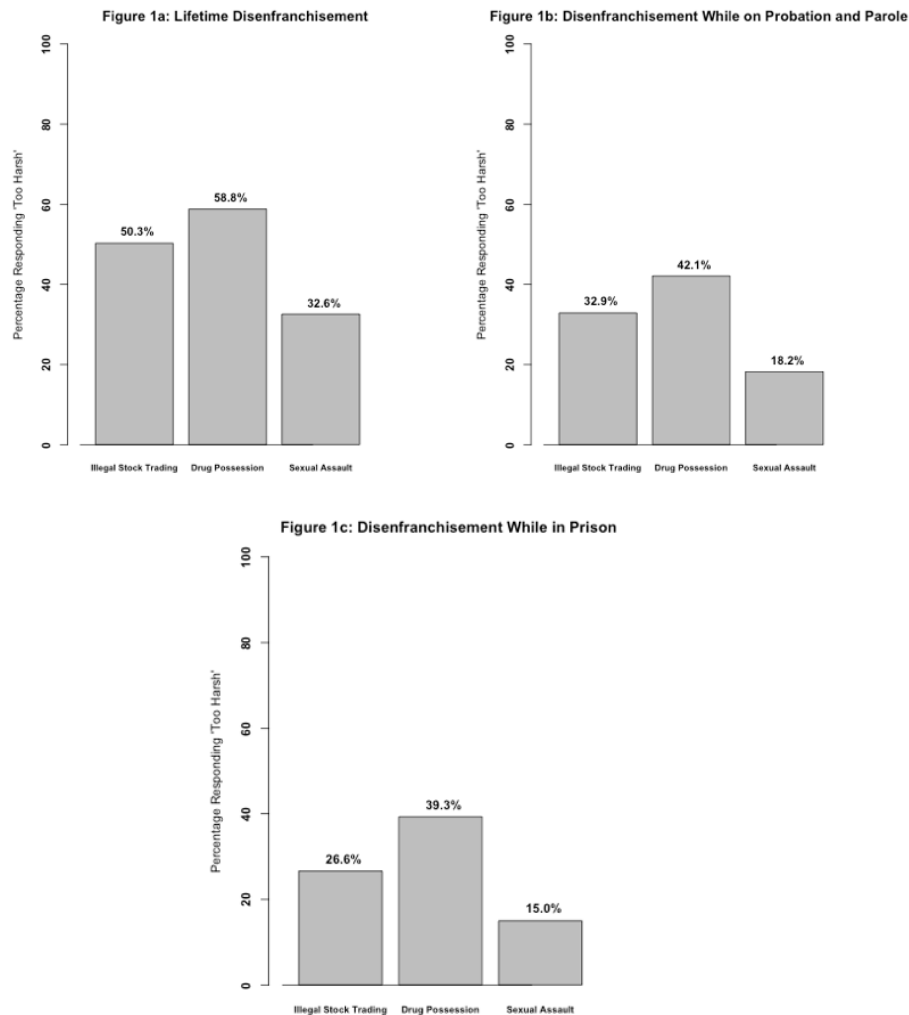 Figure 1a: Lifetime Disenfranchisement
Percentage Responding 'Too Harsh'
100
80
60
40
20
0
50.3%
58.8%
32.6%
Illegal Stock Trading
Drug Possession
Sexual Assault
Figure 1b: Disenfranchisement While on Probation and Parole
Percentage Responding 'Too Harsh'
100
80
60
40
20
0
32.9%
42.1%
18.2%
Illegal Stock Trading
Drug Possession
Sexual Assault
Figure 1c: Disenfranchisement While in Prison
Percentage Responding 'Too Harsh'
100
80
60
40
20
0
26.6%
39.3%
15.0%
Illegal Stock Trading
Drug Possession
Sexual Assault